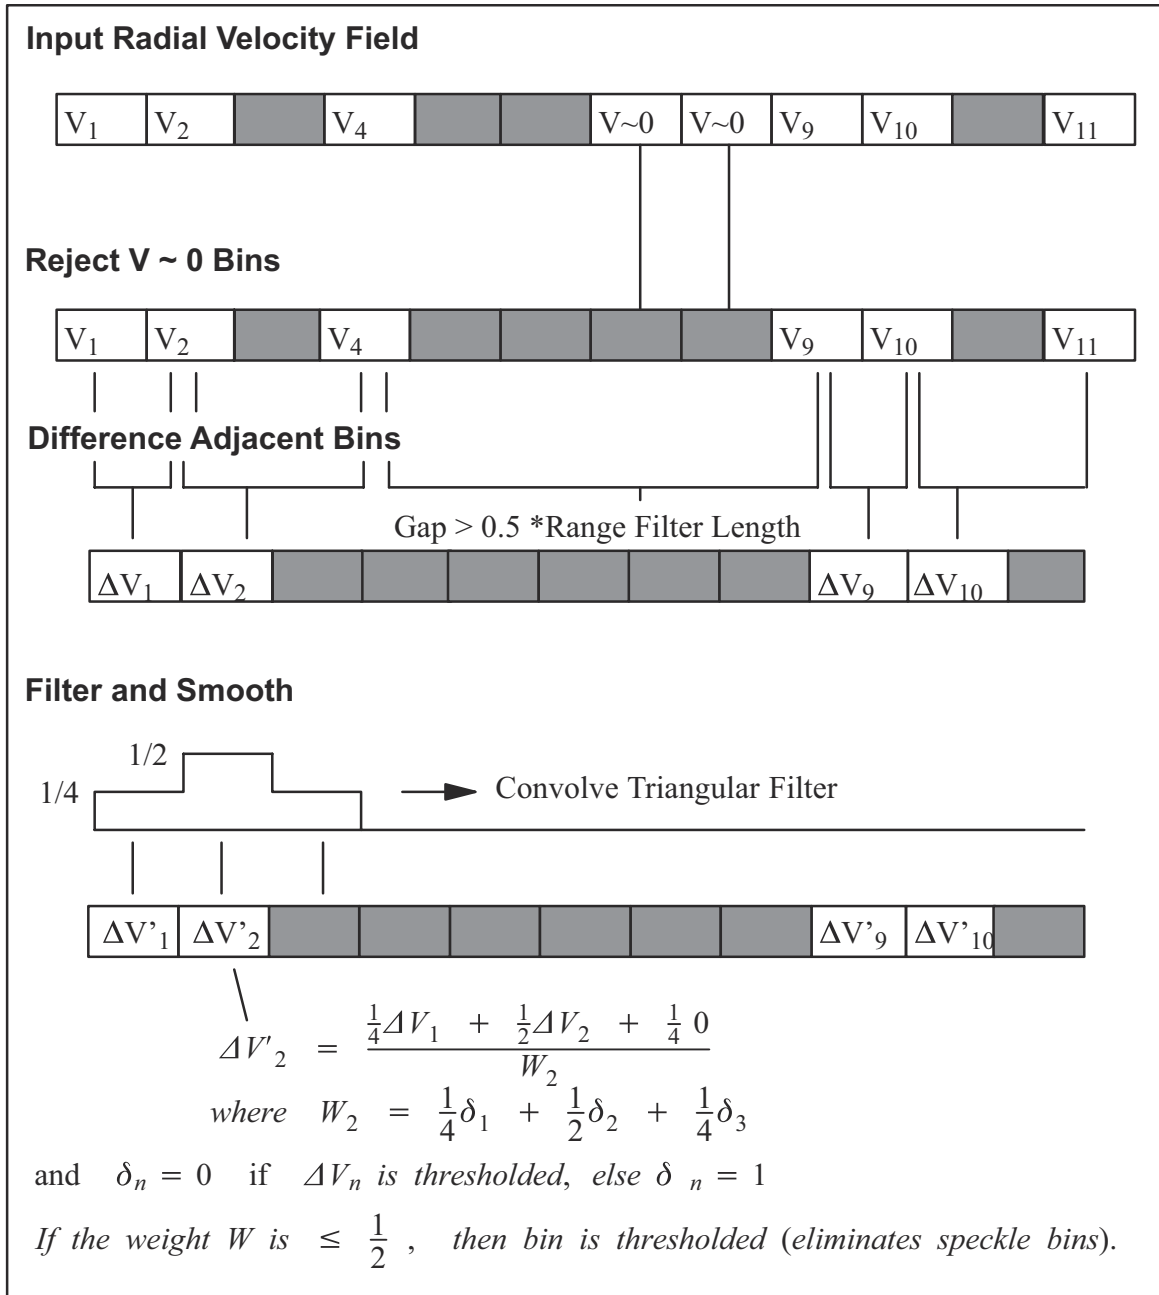 Input Radial Velocity Field
V₁ V₂ V₄ V~0 V~0 V₉ V₁₀ V₁₁
Reject V ~ 0 Bins
V₁ V₂ V₄ V₉ V₁₀ V₁₁
Difference Adjacent Bins
Gap > 0.5 *Range Filter Length
ΔV₁ ΔV₂ ΔV₉ ΔV₁₀
Filter and Smooth
1/2
1/4 Convolve Triangular Filter
ΔV’₁ ΔV’₂ ΔV’₉ ΔV’₁₀
ΔV′₂ = (¼ΔV₁ + ½ΔV₂ + ¼ 0) / W₂
where W₂ = ¼δ₁ + ½δ₂ + ¼δ₃
and δₙ = 0 if ΔVₙ is thresholded, else δ ₙ = 1
If the weight W is ≤ ½ , then bin is thresholded (eliminates speckle bins).